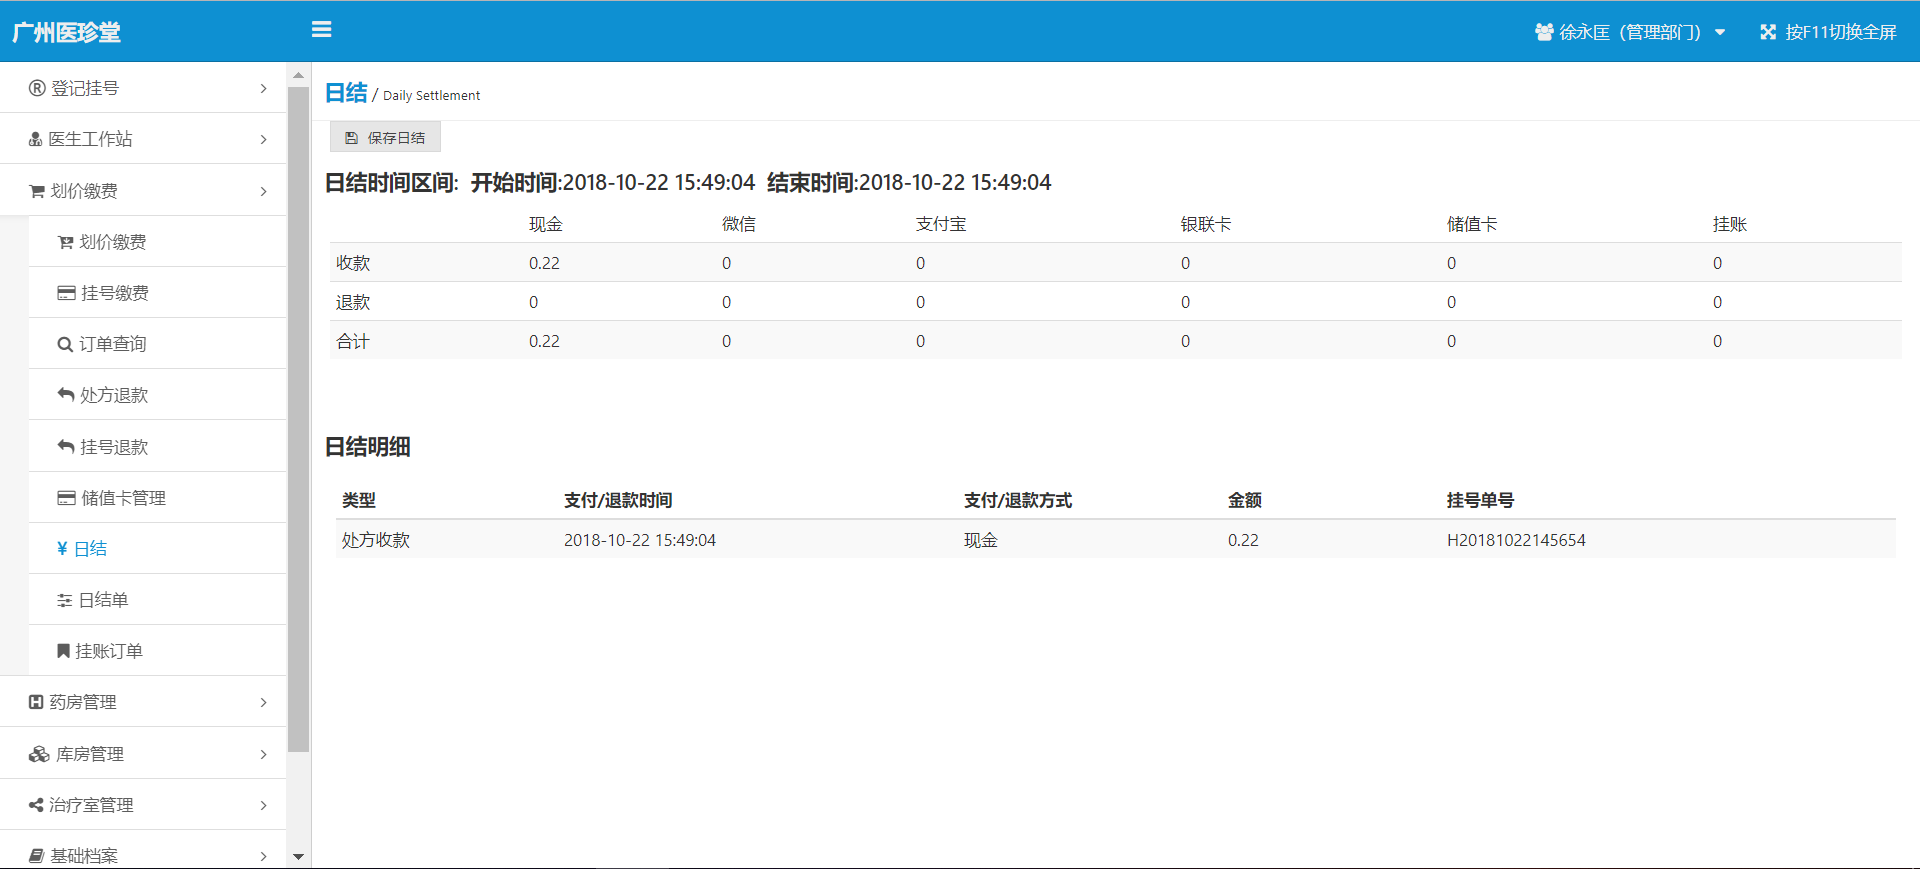 广州医珍堂
徐永匡（管理部门）
按F11切换全屏
登记挂号
医生工作站
划价缴费
划价缴费
挂号缴费
订单查询
处方退款
挂号退款
储值卡管理
¥ 日结
日结单
挂账订单
药房管理
库房管理
治疗室管理
基础档案
日结 / Daily Settlement
保存日结
日结时间区间: 开始时间:2018-10-22 15:49:04 结束时间:2018-10-22 15:49:04
现金 微信 支付宝 银联卡 储值卡 挂账
收款 0.22 0 0 0 0 0
退款 0 0 0 0 0 0
合计 0.22 0 0 0 0 0
日结明细
类型 支付/退款时间 支付/退款方式 金额 挂号单号
处方收款 2018-10-22 15:49:04 现金 0.22 H20181022145654